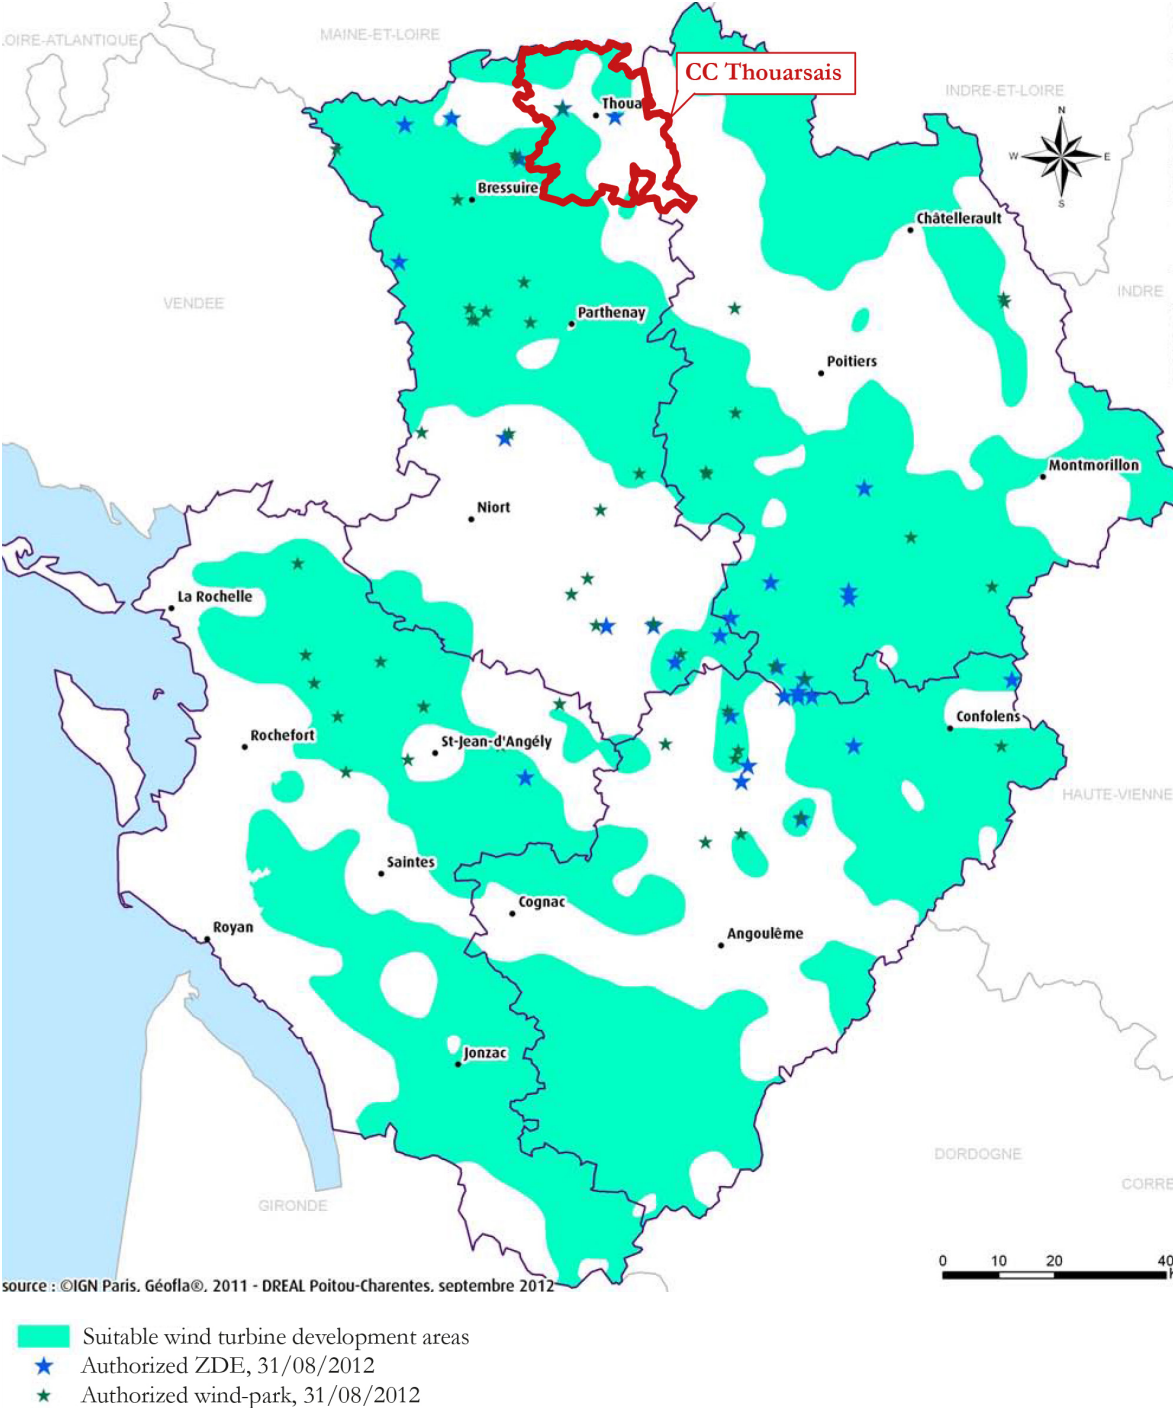 MAINE-ET-LOIRE
OIRE-ATLANTIQUE
CC Thouarsais
INDRE-ET-LOIRE
Thoua
N
W E
S
Bressuire
Châtellerault
VENDEE
INDRE
Parthenay
Poitiers
Montmorillon
Niort
La Rochelle
Confolens
Rochefort
St-Jean-d'Angély
HAUTE-VIENNE
Saintes
Cognac
Royan
Angoulême
Jonzac
DORDOGNE
CORRE
GIRONDE
0 10 20 40
source : ©IGN Paris, Géofla®, 2011 - DREAL Poitou-Charentes, septembre 2012
Suitable wind turbine development areas
Authorized ZDE, 31/08/2012
Authorized wind-park, 31/08/2012